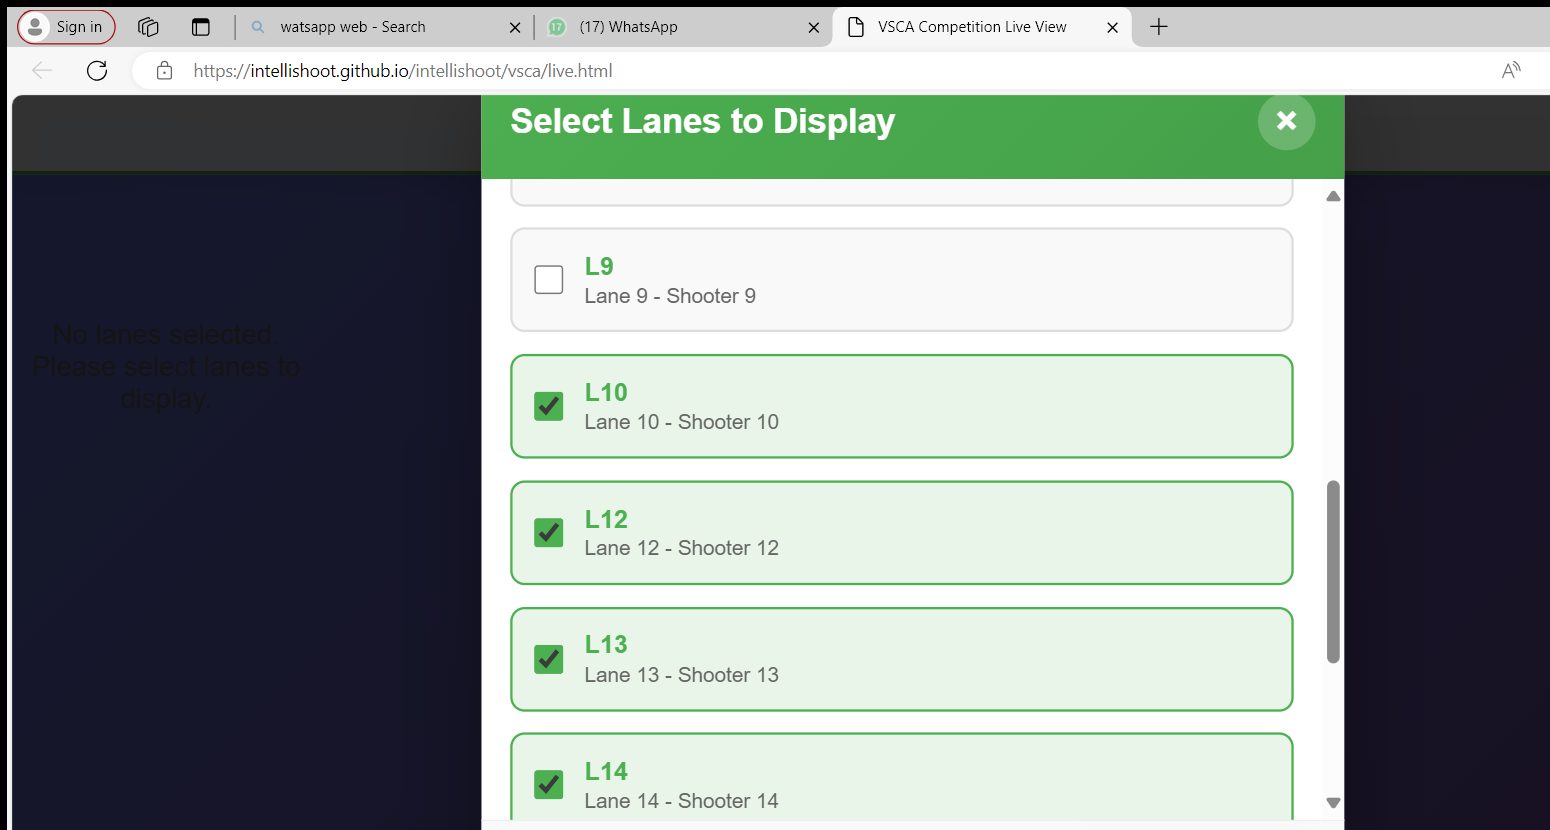 Sign in
watsapp web - Search
17
(17) WhatsApp
VSCA Competition Live View
https://intellishoot.github.io/intellishoot/vsca/live.html
Select Lanes to Display
No lanes selected.
Please select lanes to
display.
L9
Lane 9 - Shooter 9
L10
Lane 10 - Shooter 10
L12
Lane 12 - Shooter 12
L13
Lane 13 - Shooter 13
L14
Lane 14 - Shooter 14